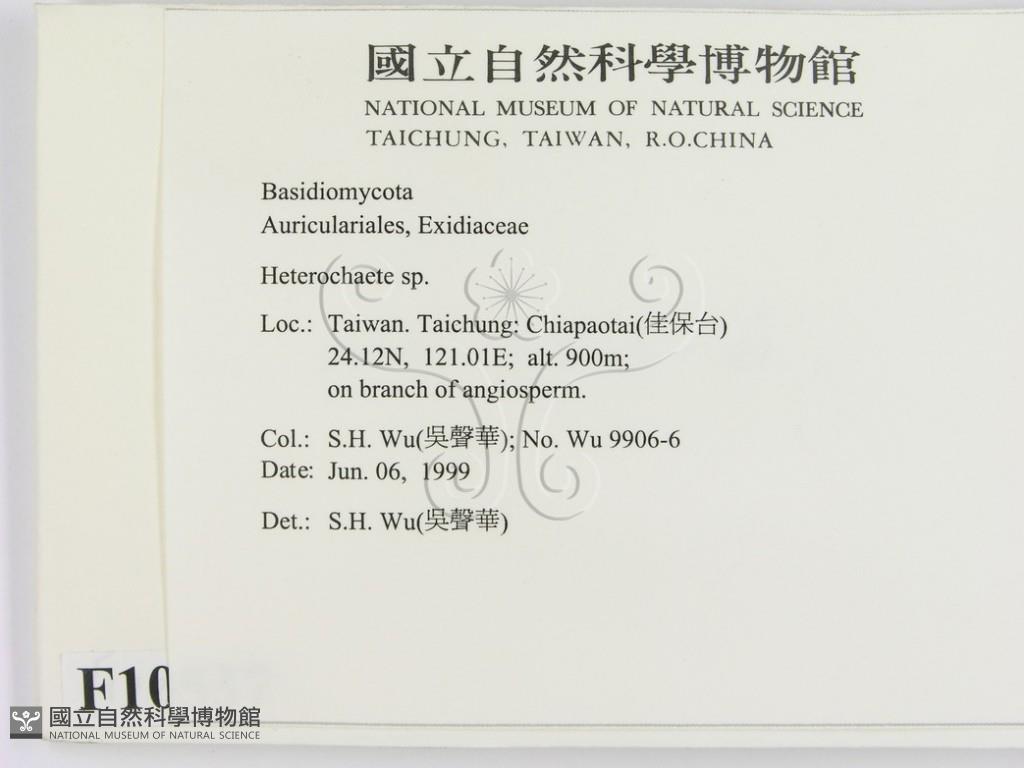 國立自然科學博物館
NATIONAL MUSEUM OF NATURAL SCIENCE
TAICHUNG, TAIWAN, R.O.CHINA
Basidiomycota
Auriculariales, Exidiaceae
Heterochaete sp.
Loc.: Taiwan. Taichung: Chiapaotai(佳保台)
24.12N, 121.01E; alt. 900m;
on branch of angiosperm.
Col.: S.H. Wu(吳聲華); No. Wu 9906-6
Date: Jun. 06, 1999
Det.: S.H. Wu(吳聲華)
F10
國立自然科學博物館
NATIONAL MUSEUM OF NATURAL SCIENCE